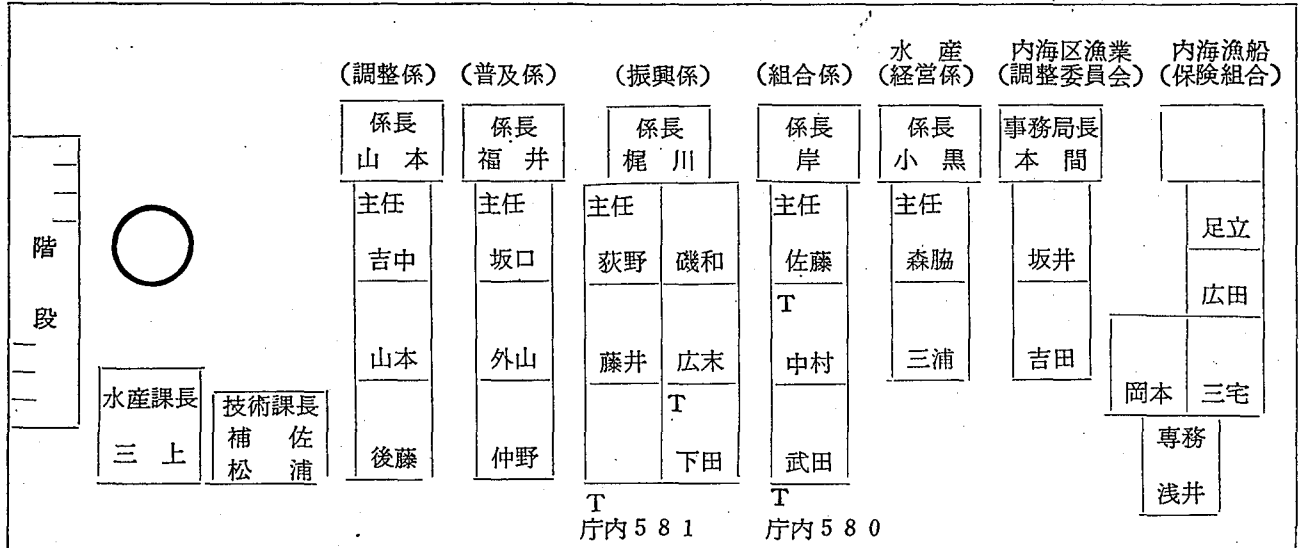 水産
内海区漁業
内海漁船
(調整係)
(普及係)
(振興係)
(組合係)
(経営係)
(調整委員会)
(保険組合)
係長
山本
係長
福井
係長
梶川
係長
岸
係長
小黒
事務局長
本間
主任
吉中
主任
坂口
主任
荻野
磯和
主任
佐藤
主任
森脇
坂井
足立
広田
階段
T
山本
外山
藤井
広末
中村
三浦
吉田
岡本
三宅
水産課長
三上
技術課長
補佐
松浦
後藤
仲野
T
下田
武田
専務
浅井
T
庁内581
T
庁内580